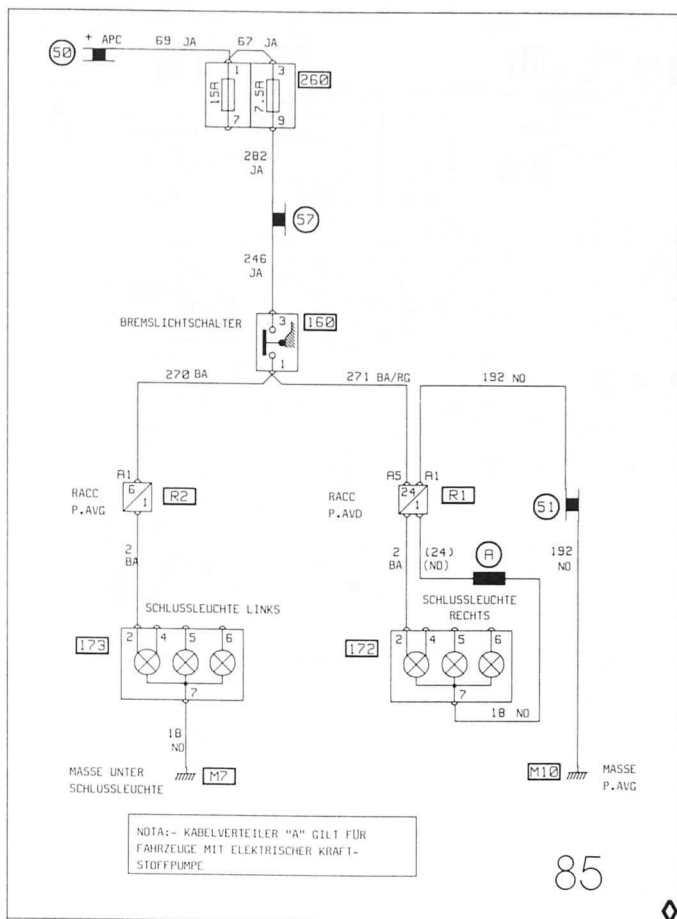 + APC
50
69 JA
67 JA
1
3
15A
7.5A
260
7
9
282
JA
57
246
JA
BREMSLICHTSCHALTER
3
160
1
270 BA
271 BA/RG
192 NO
A1
A5
A1
6
1
R2
RACC
P.AVG
24
1
R1
RACC
P.AVD
51
2
BA
2
BA
(24)
(NO)
A
192
NO
SCHLUSSLEUCHTE LINKS
SCHLUSSLEUCHTE
RECHTS
173
2
4
5
6
7
172
2
4
5
6
7
18
NO
18 NO
MASSE UNTER
SCHLUSSLEUCHTE
M7
M10
MASSE
P.AVG
NOTA:- KABELVERTEILER "A" GILT FÜR
FAHRZEUGE MIT ELEKTRISCHER KRAFT-
STOFFPUMPE
85